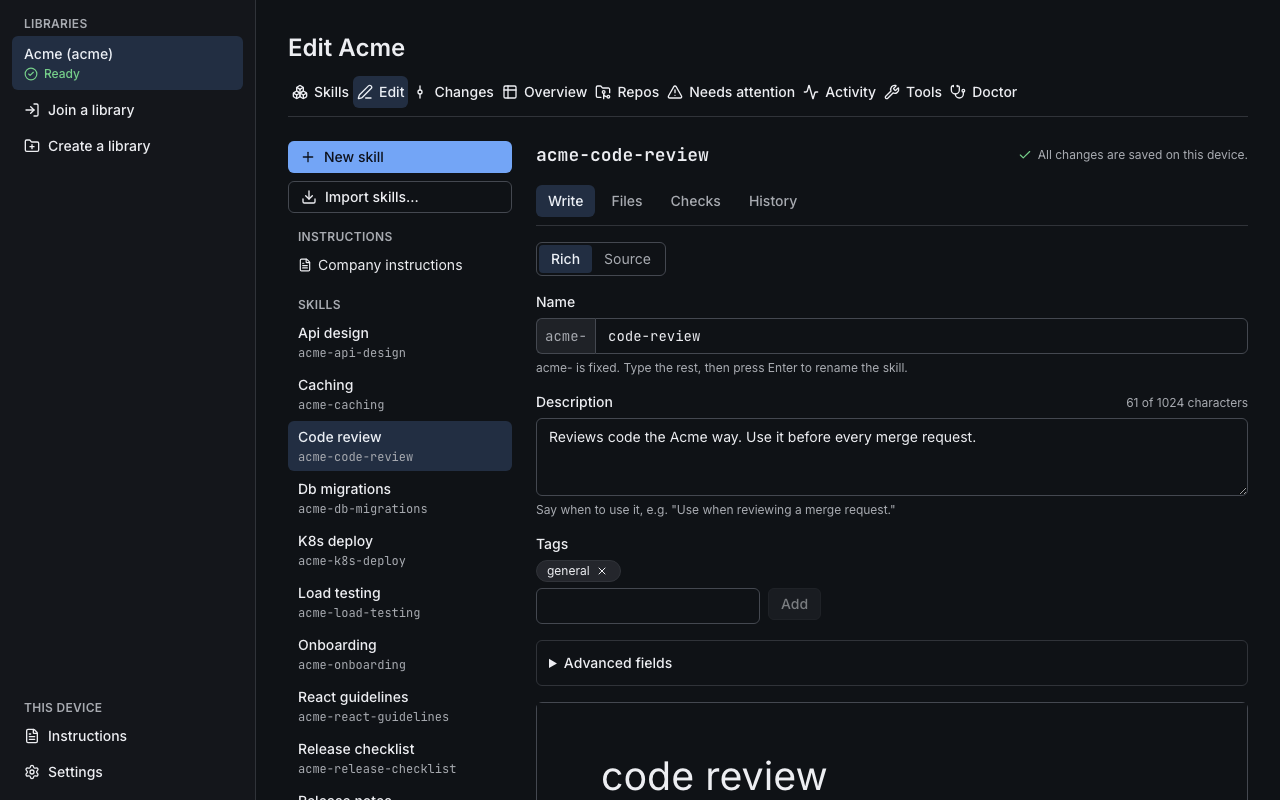 LIBRARIES
Acme (acme)
Ready
Join a library
Create a library
THIS DEVICE
Instructions
Settings
Edit Acme
Skills
Edit
Changes
Overview
Repos
Needs attention
Activity
Tools
Doctor
New skill
Import skills...
INSTRUCTIONS
Company instructions
SKILLS
Api design
acme-api-design
Caching
acme-caching
Code review
acme-code-review
Db migrations
acme-db-migrations
K8s deploy
acme-k8s-deploy
Load testing
acme-load-testing
Onboarding
acme-onboarding
React guidelines
acme-react-guidelines
Release checklist
acme-release-checklist
Release notes
acme-code-review
All changes are saved on this device.
Write
Files
Checks
History
Rich
Source
Name
acme- code-review
acme- is fixed. Type the rest, then press Enter to rename the skill.
Description
61 of 1024 characters
Reviews code the Acme way. Use it before every merge request.
Say when to use it, e.g. "Use when reviewing a merge request."
Tags
general
Add
Advanced fields
code review